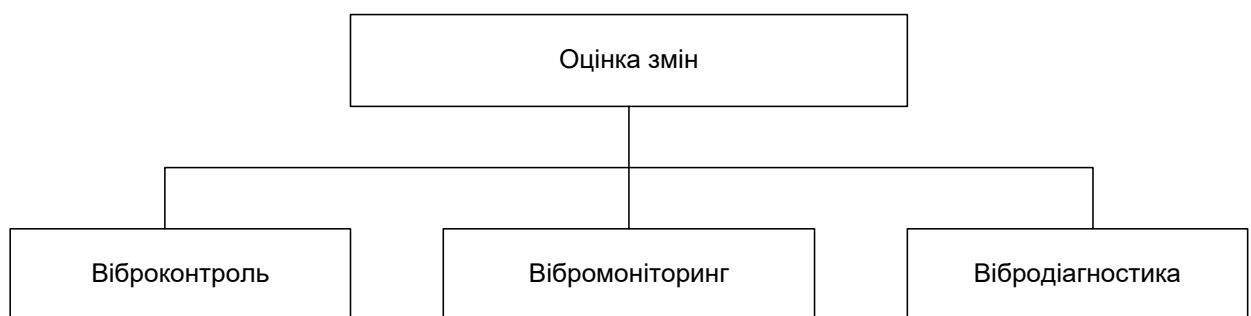 Оцінка змін
Віброконтроль
Вібромоніторинг
Вібродіагностика